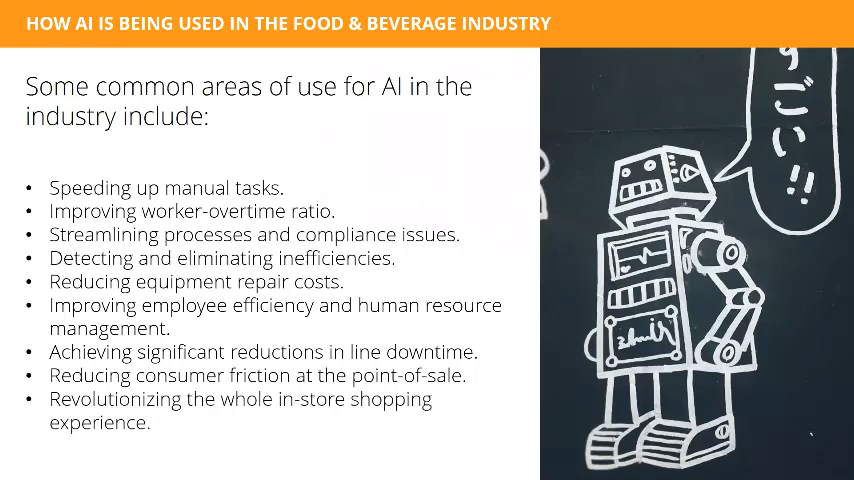 HOW AI IS BEING USED IN THE FOOD & BEVERAGE INDUSTRY
Some common areas of use for AI in the
industry include:
• Speeding up manual tasks.
• Improving worker-overtime ratio.
• Streamlining processes and compliance issues.
• Detecting and eliminating inefficiencies.
• Reducing equipment repair costs.
• Improving employee efficiency and human resource
management.
• Achieving significant reductions in line downtime.
• Reducing consumer friction at the point-of-sale.
• Revolutionizing the whole in-store shopping
experience.
すごい!!